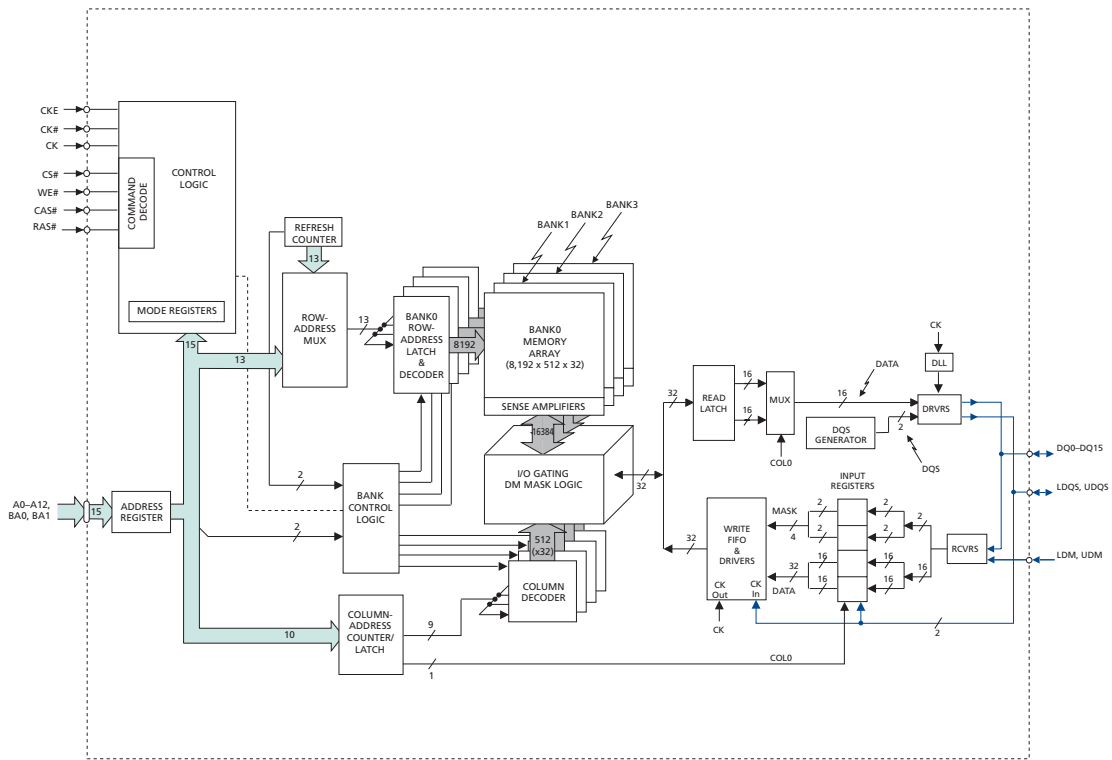 CKE
CK#
CK
CS#
WE#
CAS#
RAS#
COMMAND
DECODE
CONTROL
LOGIC
MODE REGISTERS
15
13
REFRESH
COUNTER
13
ROW-
ADDRESS
MUX
13
BANK0
ROW-
ADDRESS
LATCH
&
DECODER
8192
BANK1
BANK2
BANK3
BANK0
MEMORY
ARRAY
(8,192 x 512 x 32)
SENSE AMPLIFIERS
16384
I/O GATING
DM MASK LOGIC
32
512
(x32)
COLUMN
DECODER
2
2
BANK
CONTROL
LOGIC
A0–A12,
BA0, BA1
15
ADDRESS
REGISTER
10
COLUMN-
ADDRESS
COUNTER/
LATCH
9
1
COL0
32
READ
LATCH
16
16
MUX
COL0
16
DATA
DQS
GENERATOR
2
DQS
CK
DLL
DRVRS
DQ0–DQ15
LDQS, UDQS
LDM, UDM
32
WRITE
FIFO
&
DRIVERS
CK
Out
CK
In
CK
MASK
4
32
DATA
INPUT
REGISTERS
2
2
16
16
2
2
16
16
2
16
RCVRS
2